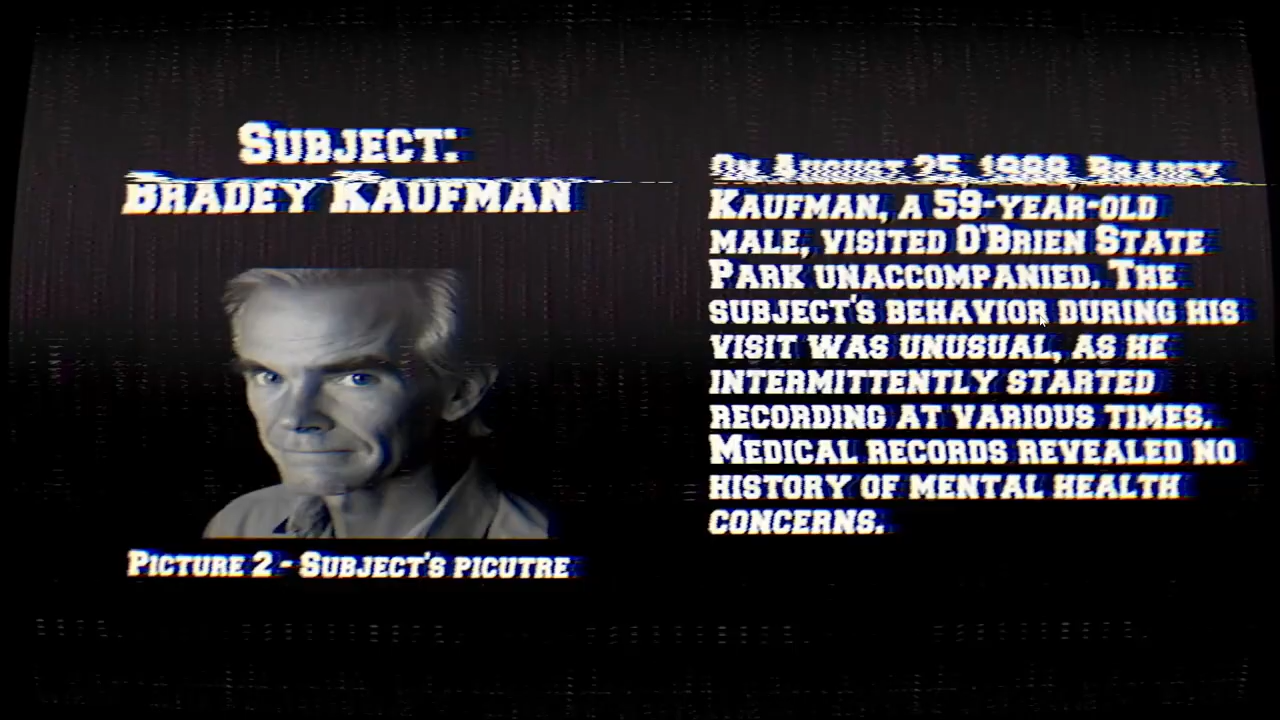 Subject:
Bradey Kaufman
Picture 2 - Subject's picutre
On August 25, Bradey
Kaufman, a 59-year-old
male, visited O'Brien State
Park unaccompanied. The
subject's behavior during his
visit was unusual, as he
intermittently started
recording at various times.
Medical records revealed no
history of mental health
concerns.